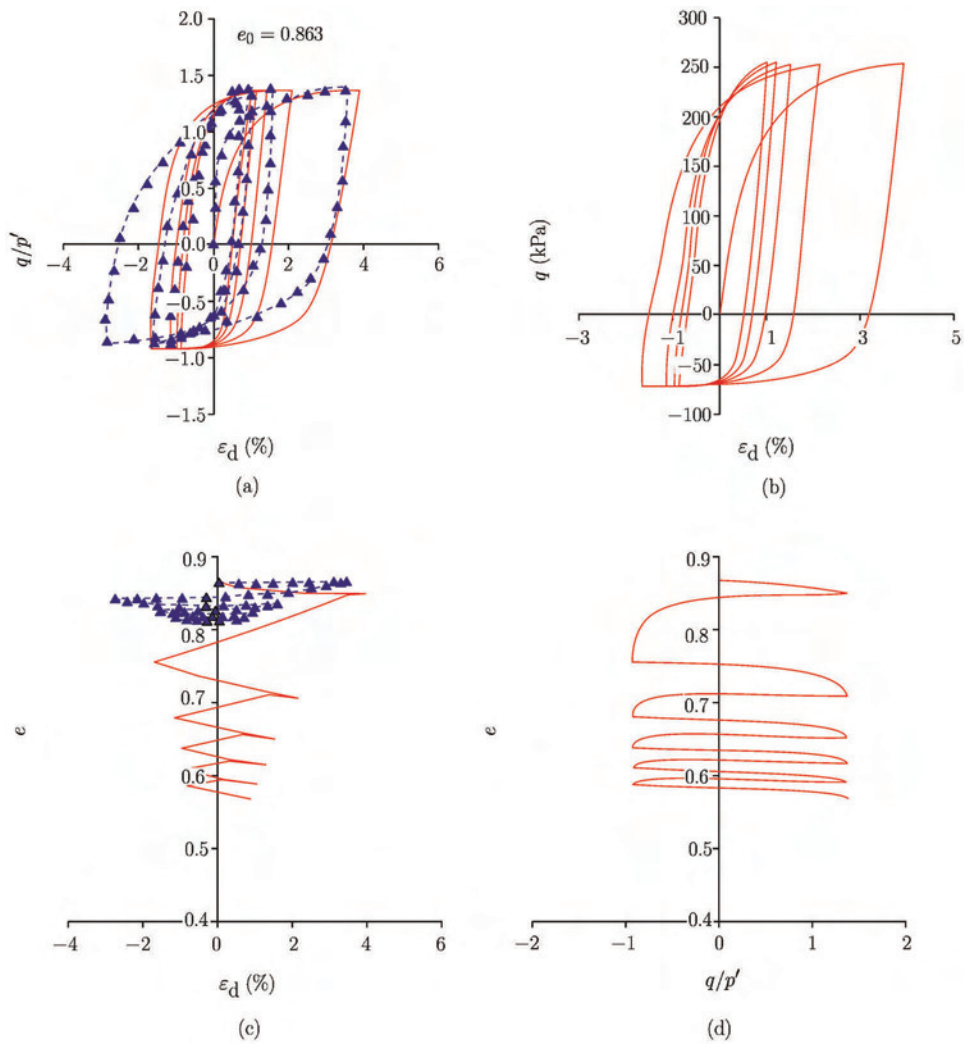 2.0
e₀ = 0.863
1.5
1.0
0.5
0.0
−0.5
−1.0
−1.5
−4 −2 0 2 4 6
q/p′
ε_d (%)
(a)
300
250
200
150
100
50
0
−50
−100
−3 −1 1 3 5
q (kPa)
ε_d (%)
(b)
0.9
0.8
0.7
0.6
0.5
0.4
−4 −2 0 2 4 6
e
ε_d (%)
(c)
0.9
0.8
0.7
0.6
0.5
0.4
−2 −1 0 1 2
e
q/p′
(d)